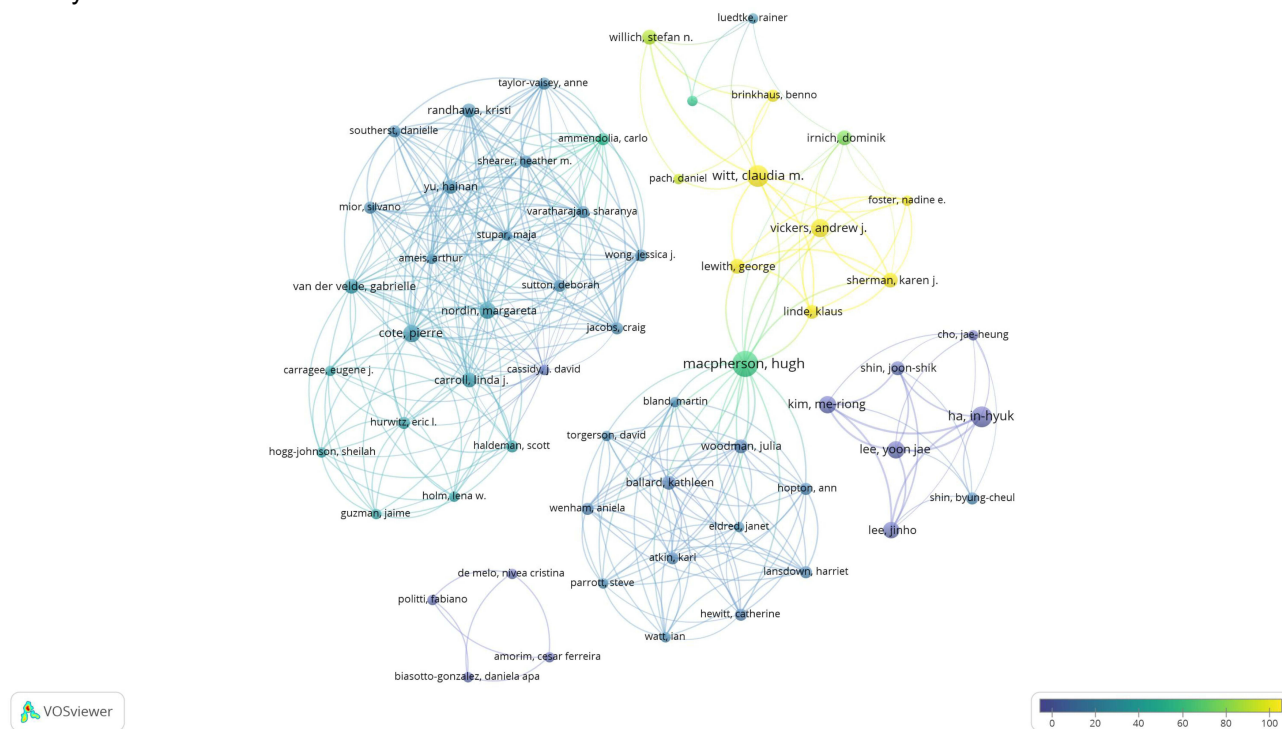 luedtke, rainer
willich, stefan n.
taylor-vaisey, anne
brinkhaus, benno
randhawa, kristi
southerst, danielle
ammendolia, carlo
irnich, dominik
shearer, heather m.
pach, daniel
witt, claudia m.
yu, hainan
foster, nadine e.
mior, silvano
varatharajan, sharanya
vickers, andrew j.
stupar, maja
wong, jessica j.
ameis, arthur
lewith, george
sherman, karen j.
van der velde, gabrielle
sutton, deborah
nordin, margareta
linde, klaus
jacobs, craig
cote, pierre
cho, jae-heung
macpherson, hugh
carragee, eugene j.
cassidy, j. david
shin, joon-shik
carroll, linda j.
bland, martin
kim, me-riong
ha, in-hyuk
hurwitz, eric l.
torgerson, david
haldeman, scott
woodman, julia
lee, yoon jae
hogg-johnson, sheilah
ballard, kathleen
hopton, ann
holm, lena w.
shin, byung-cheul
wenham, aniela
guzman, jaime
eldred, janet
lee, jinho
atkin, kari
de melo, nivea cristina
lansdown, harriet
parrott, steve
politti, fabiano
hewitt, catherine
watt, ian
amorim, cesar ferreira
biasotto-gonzalez, daniela apa
VOSviewer
0 20 40 60 80 100